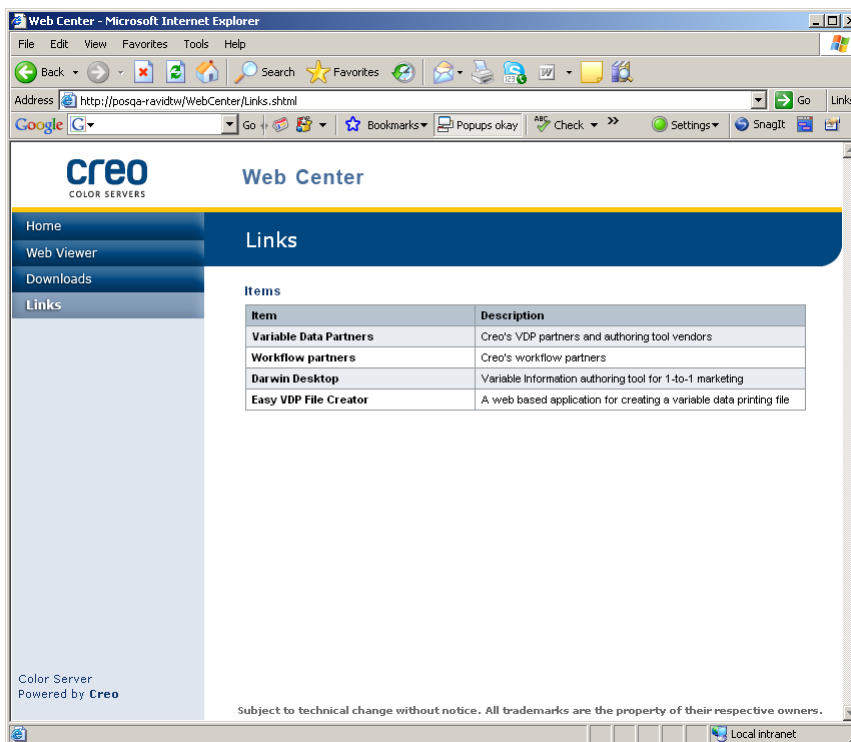 Web Center - Microsoft Internet Explorer
File Edit View Favorites Tools Help
Back Search Favorites
Address http://posqa-ravidtw/WebCenter/Links.shtml Go Links
Google G Go Bookmarks Popups okay ABC Check >> Settings SnagIt
creo
COLOR SERVERS
Web Center
Home
Web Viewer
Downloads
Links
Links
Items
Item Description
Variable Data Partners Creo's VDP partners and authoring tool vendors
Workflow partners Creo's workflow partners
Darwin Desktop Variable Information authoring tool for 1-to-1 marketing
Easy VDP File Creator A web based application for creating a variable data printing file
Color Server
Powered by Creo
Subject to technical change without notice. All trademarks are the property of their respective owners.
Local intranet